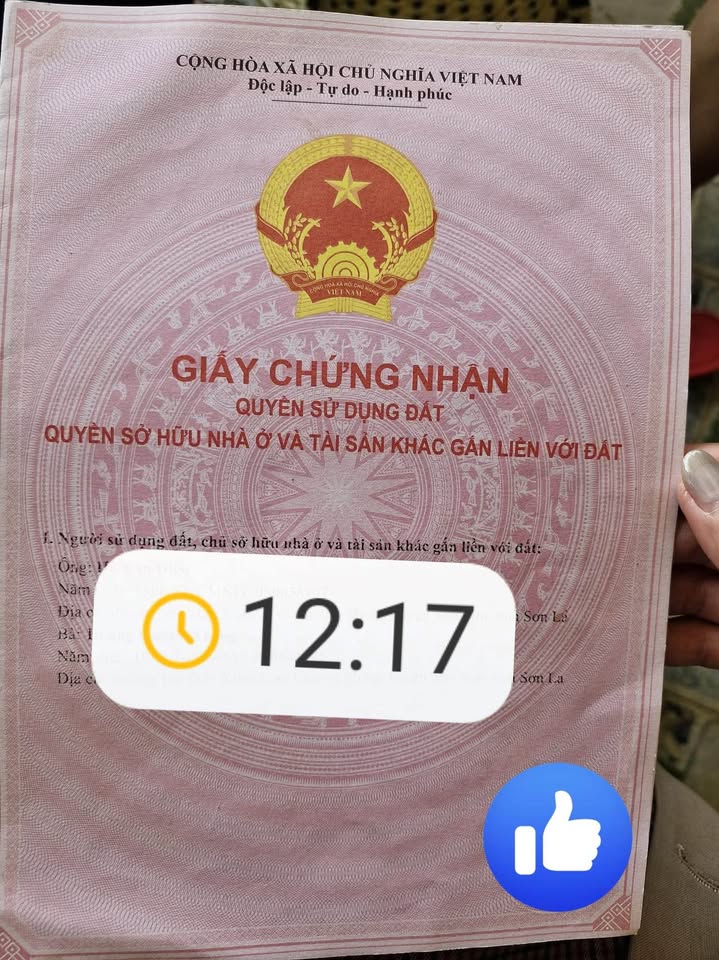 CỘNG HÒA XÃ HỘI CHỦ NGHĨA VIỆT NAM
Độc lập - Tự do - Hạnh phúc
CỘNG HÒA XÃ HỘI CHỦ NGHĨA
VIỆT NAM
GIẤY CHỨNG NHẬN
QUYỀN SỬ DỤNG ĐẤT
QUYỀN SỞ HỮU NHÀ Ở VÀ TÀI SẢN KHÁC GẮN LIỀN VỚI ĐẤT
I. Người sử dụng đất, chủ sở hữu nhà ở và tài sản khác gắn liền với đất:
Ông:
Năm
Địa Sơn La
Bà:
Năm
Địa Sơn La
12:17